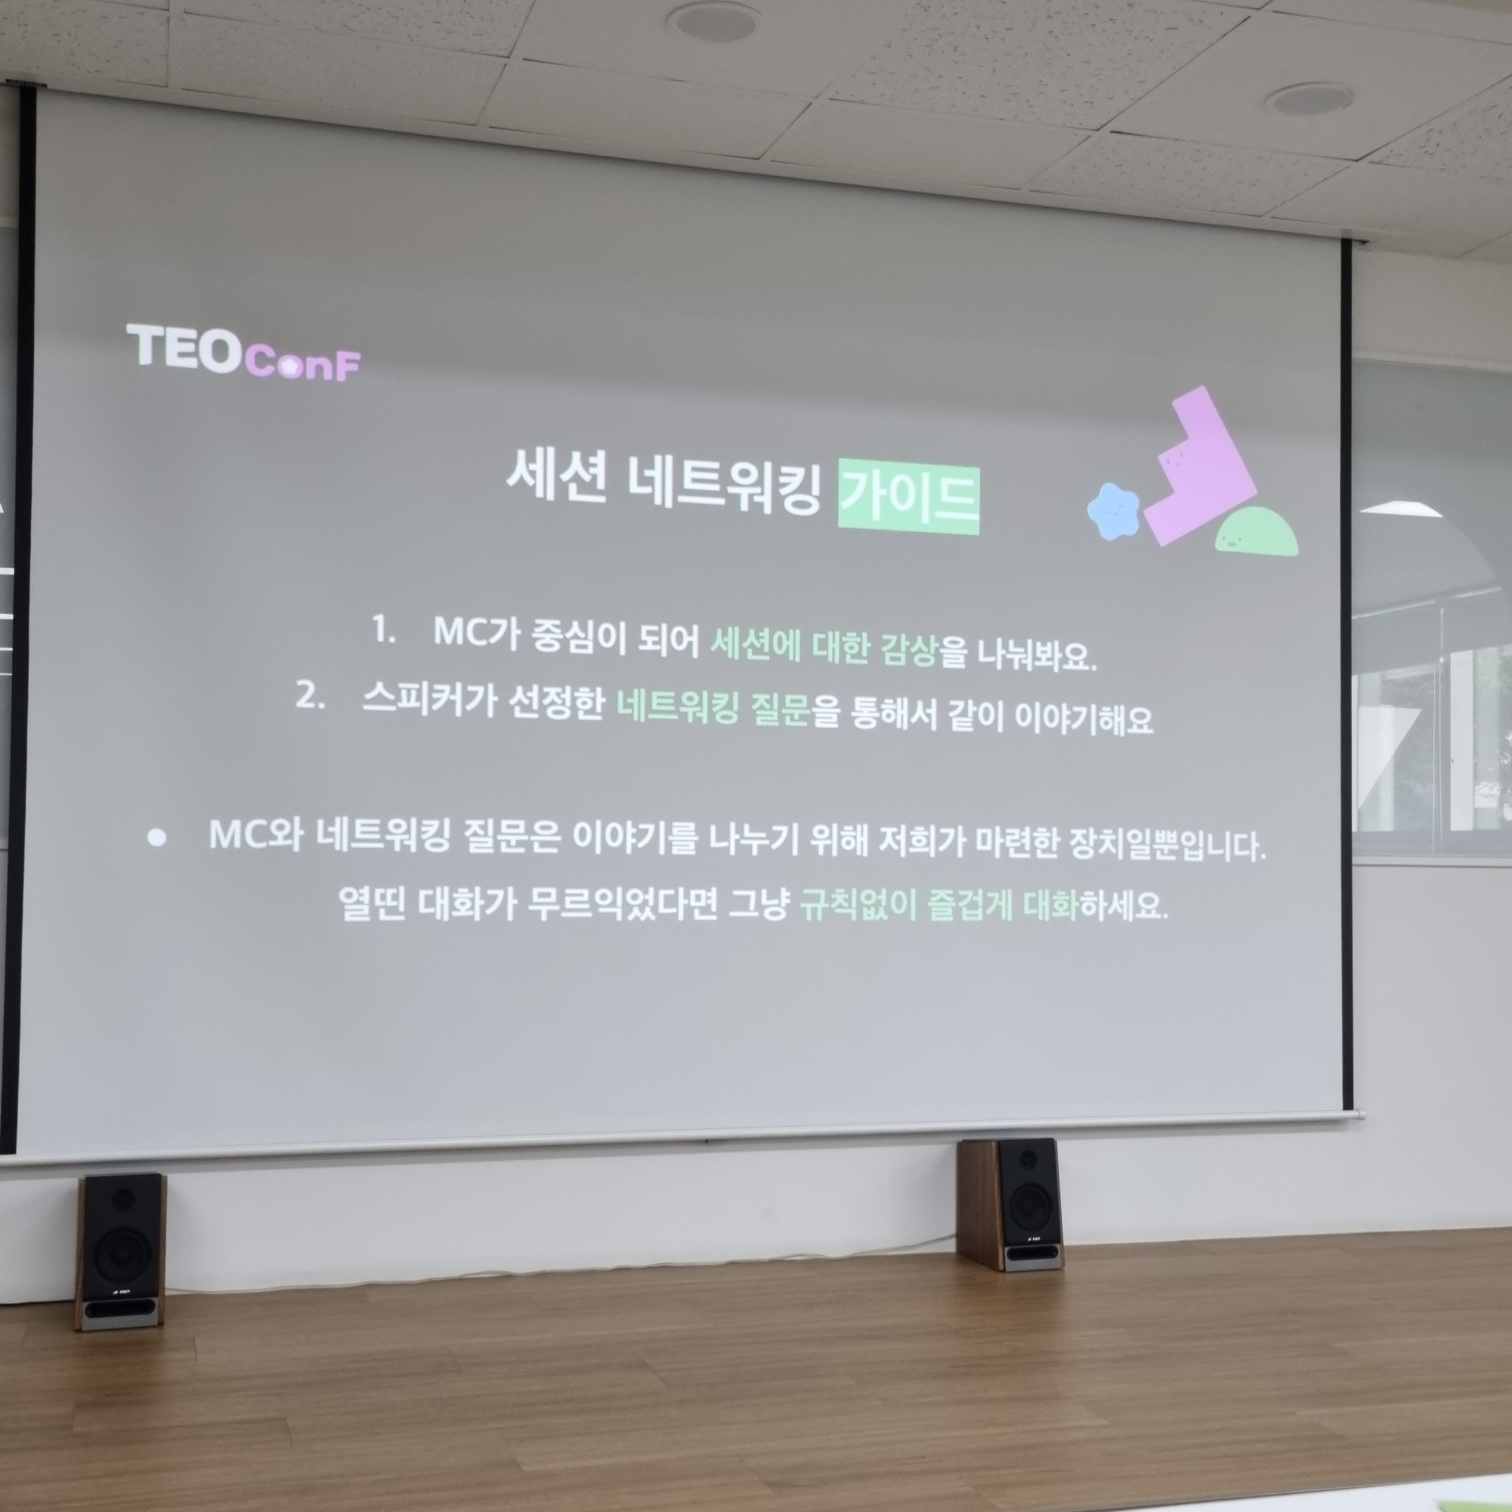 TEOConF
세션 네트워킹 가이드
1. MC가 중심이 되어 세션에 대한 감상을 나눠봐요.
2. 스피커가 선정한 네트워킹 질문을 통해서 같이 이야기해요
● MC와 네트워킹 질문은 이야기를 나누기 위해 저희가 마련한 장치일뿐입니다.
열띤 대화가 무르익었다면 그냥 규칙없이 즐겁게 대화하세요.